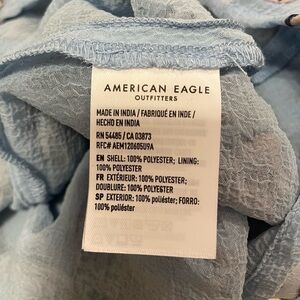 AMERICAN EAGLE
OUTFITTERS
MADE IN INDIA / FABRIQUÉ EN INDE /
HECHO EN INDIA
RN 54485 / CA 03873
RFC# AEM120605U9A
EN SHELL: 100% POLYESTER; LINING:
100% POLYESTER
FR EXTÉRIEUR: 100% POLYESTER;
DOUBLURE: 100% POLYESTER
SP EXTERIOR: 100% poliéster; FORRO:
100% poliéster